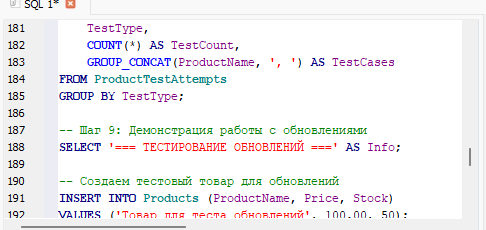 SQL 1*
181 TestType,
182 COUNT(*) AS TestCount,
183 GROUP_CONCAT(ProductName, ', ') AS TestCases
184 FROM ProductTestAttempts
185 GROUP BY TestType;
186
187 -- Шаг 9: Демонстрация работы с обновлениями
188 SELECT '=== ТЕСТИРОВАНИЕ ОБНОВЛЕНИЙ ===' AS Info;
189
190 -- Создаем тестовый товар для обновлений
191 INSERT INTO Products (ProductName, Price, Stock)
192 VALUES ('Товар для теста обновлений', 100.00, 50);